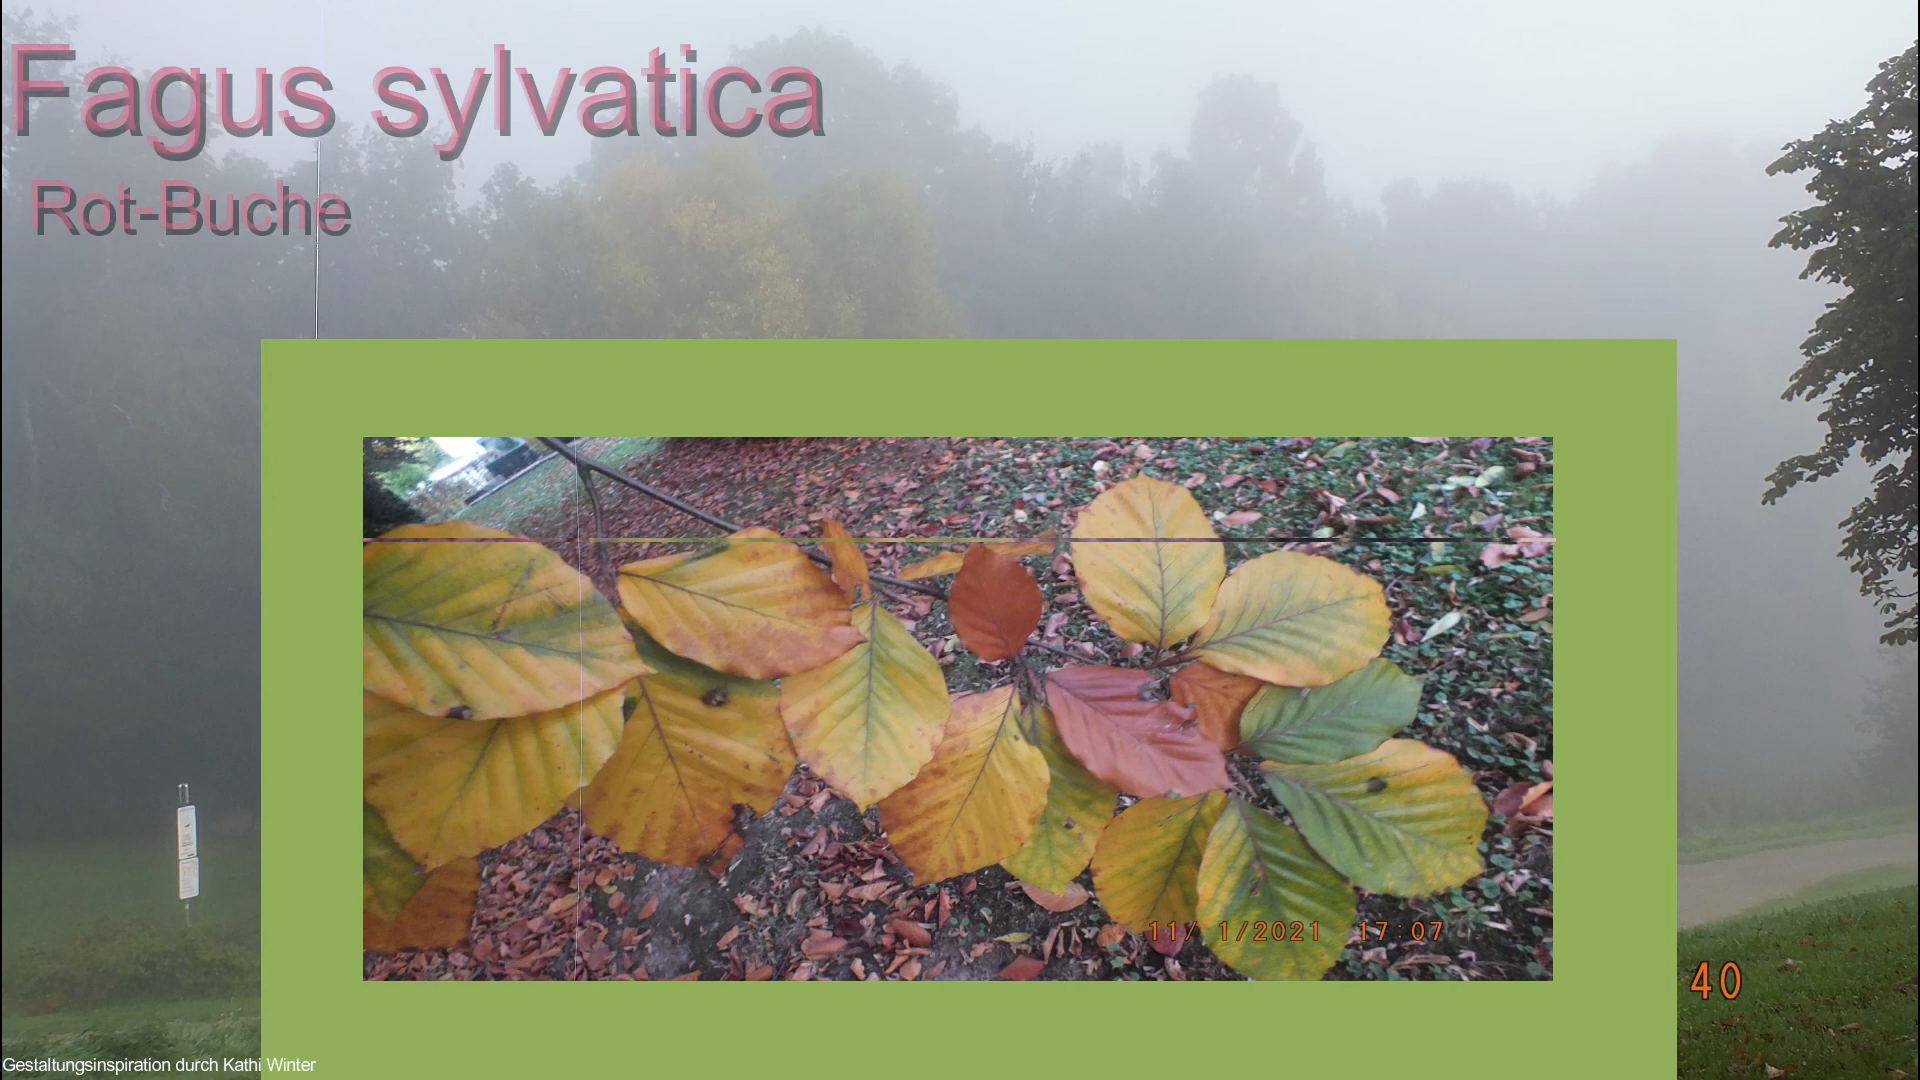 Fagus sylvatica
Rot-Buche
11/ 1/2021 17:07
40
Gestaltungsinspiration durch Kathi Winter